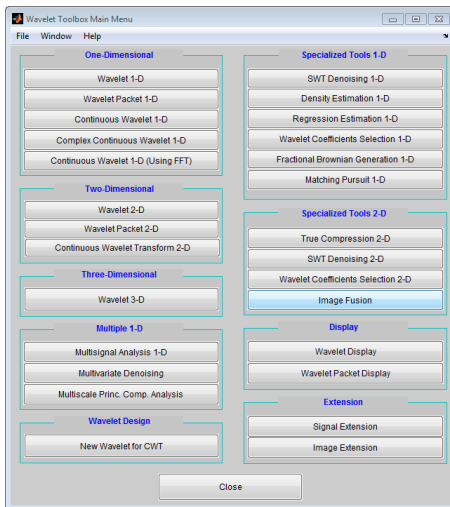 Wavelet Toolbox Main Menu
File Window Help
One-Dimensional
Wavelet 1-D
Wavelet Packet 1-D
Continuous Wavelet 1-D
Complex Continuous Wavelet 1-D
Continuous Wavelet 1-D (Using FFT)
Two-Dimensional
Wavelet 2-D
Wavelet Packet 2-D
Continuous Wavelet Transform 2-D
Three-Dimensional
Wavelet 3-D
Multiple 1-D
Multisignal Analysis 1-D
Multivariate Denoising
Multiscale Princ. Comp. Analysis
Wavelet Design
New Wavelet for CWT
Specialized Tools 1-D
SWT Denoising 1-D
Density Estimation 1-D
Regression Estimation 1-D
Wavelet Coefficients Selection 1-D
Fractional Brownian Generation 1-D
Matching Pursuit 1-D
Specialized Tools 2-D
True Compression 2-D
SWT Denoising 2-D
Wavelet Coefficients Selection 2-D
Image Fusion
Display
Wavelet Display
Wavelet Packet Display
Extension
Signal Extension
Image Extension
Close